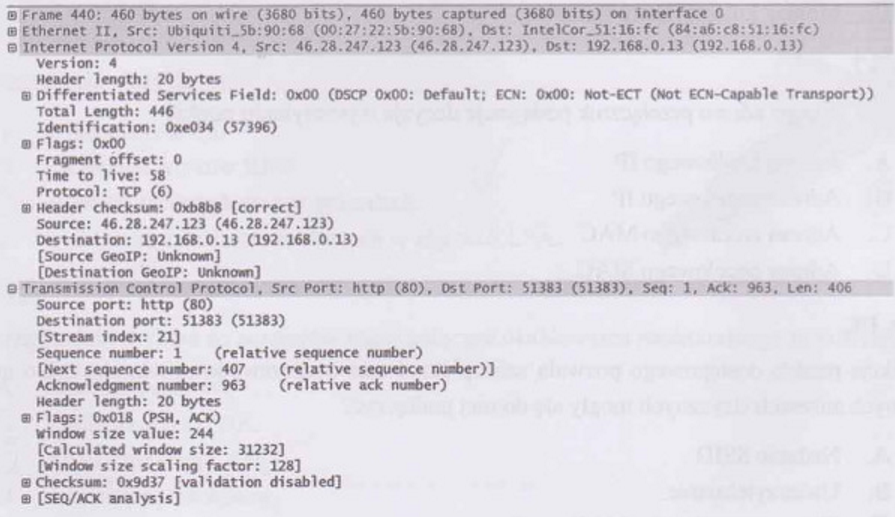 Frame 440: 460 bytes on wire (3680 bits), 460 bytes captured (3680 bits) on interface 0
Ethernet II, Src: Ubiquiti_5b:90:68 (00:27:22:5b:90:68), Dst: IntelCor_51:16:fc (84:a6:c8:51:16:fc)
Internet Protocol Version 4, Src: 46.28.247.123 (46.28.247.123), Dst: 192.168.0.13 (192.168.0.13)
Version: 4
Header length: 20 bytes
Differentiated Services Field: 0x00 (DSCP 0x00: Default; ECN: 0x00: Not-ECT (Not ECN-Capable Transport))
Total Length: 446
Identification: 0xe034 (57396)
Flags: 0x00
Fragment offset: 0
Time to live: 58
Protocol: TCP (6)
Header checksum: 0xb8b8 [correct]
Source: 46.28.247.123 (46.28.247.123)
Destination: 192.168.0.13 (192.168.0.13)
[Source GeoIP: Unknown]
[Destination GeoIP: Unknown]
Transmission Control Protocol, Src Port: http (80), Dst Port: 51383 (51383), Seq: 1, Ack: 963, Len: 406
Source port: http (80)
Destination port: 51383 (51383)
[Stream index: 21]
Sequence number: 1 (relative sequence number)
[Next sequence number: 407 (relative sequence number)]
Acknowledgment number: 963 (relative ack number)
Header length: 20 bytes
Flags: 0x018 (PSH, ACK)
Window size value: 244
[Calculated window size: 31232]
[Window size scaling factor: 128]
Checksum: 0x9d37 [validation disabled]
[SEQ/ACK analysis]